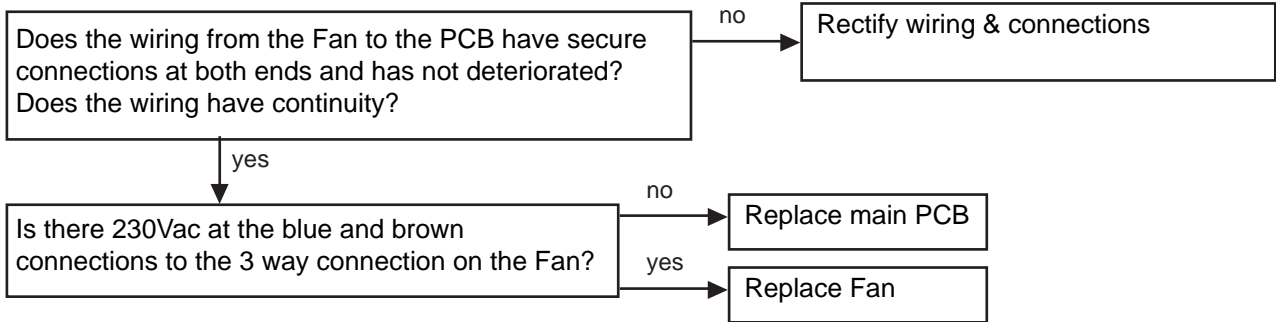 Does the wiring from the Fan to the PCB have secure
connections at both ends and has not deteriorated?
Does the wiring have continuity?
no
Rectify wiring & connections
yes
Is there 230Vac at the blue and brown
connections to the 3 way connection on the Fan?
no
Replace main PCB
yes
Replace Fan